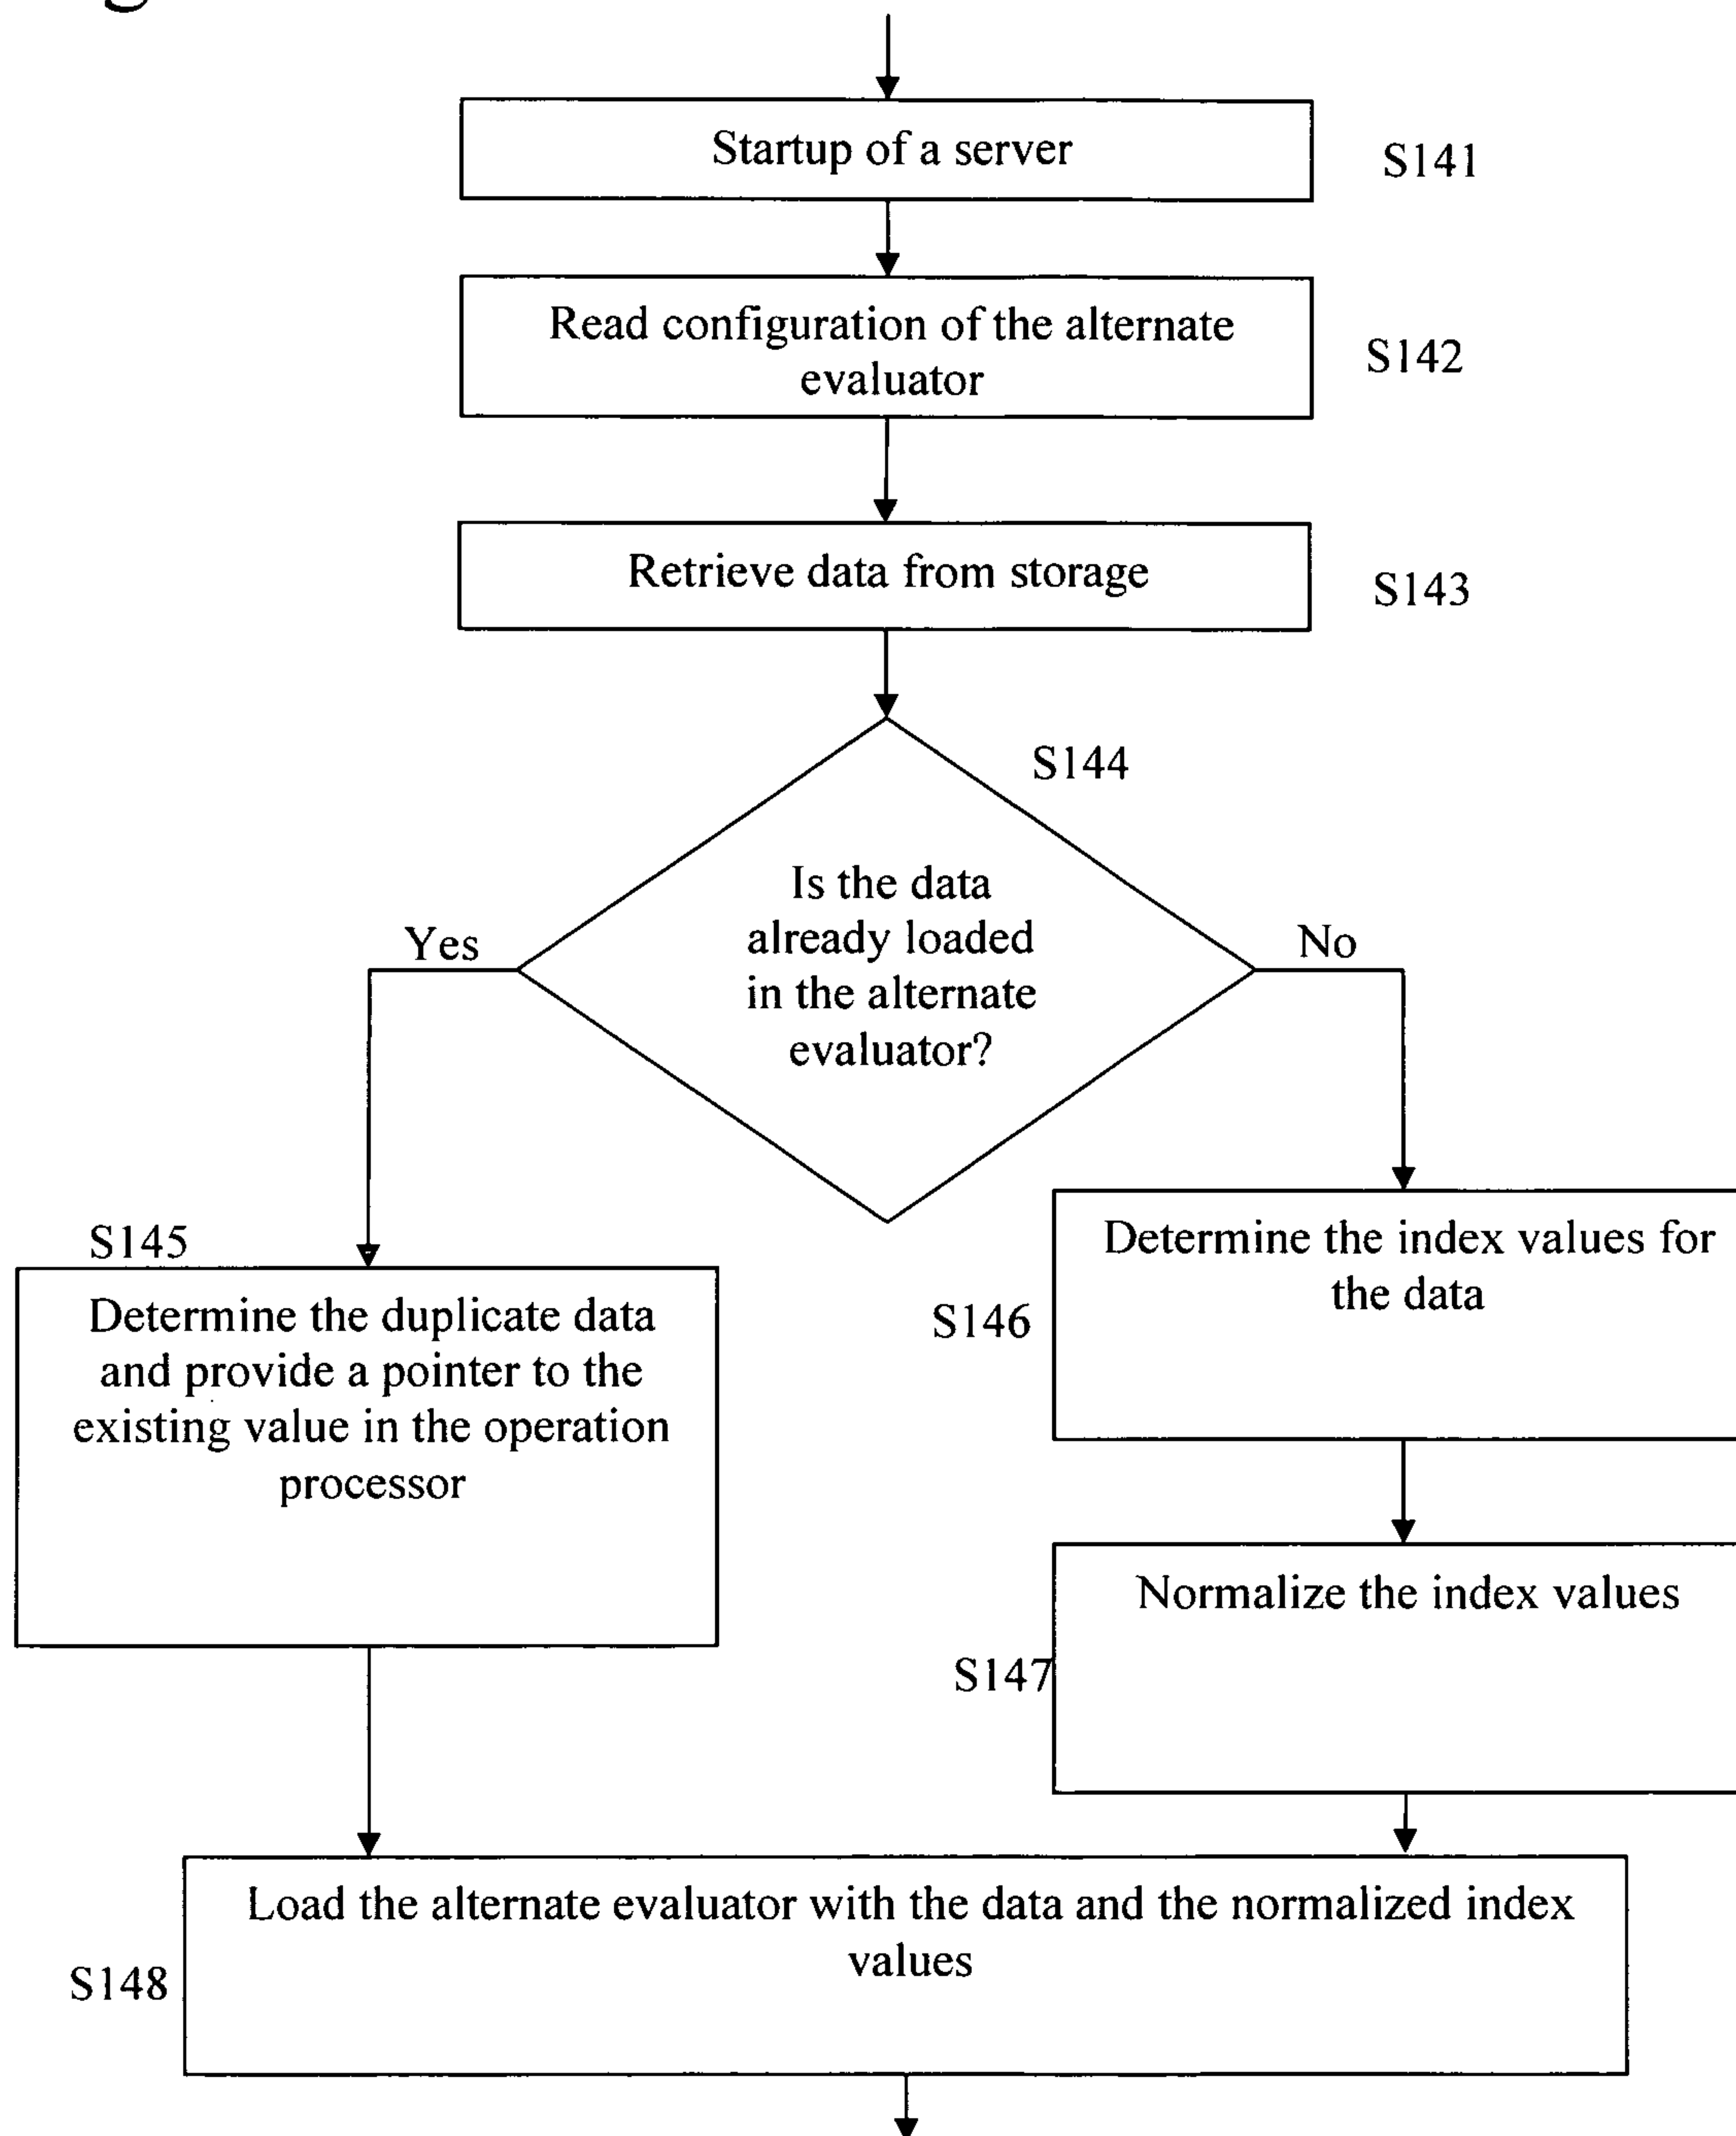 Startup of a server
S141
Read configuration of the alternate
evaluator
S142
Retrieve data from storage
S143
S144
Is the data
already loaded
in the alternate
evaluator?
Yes
No
S145
Determine the duplicate data
and provide a pointer to the
existing value in the operation
processor
Determine the index values for
the data
S146
Normalize the index values
S147
Load the alternate evaluator with the data and the normalized index
values
S148